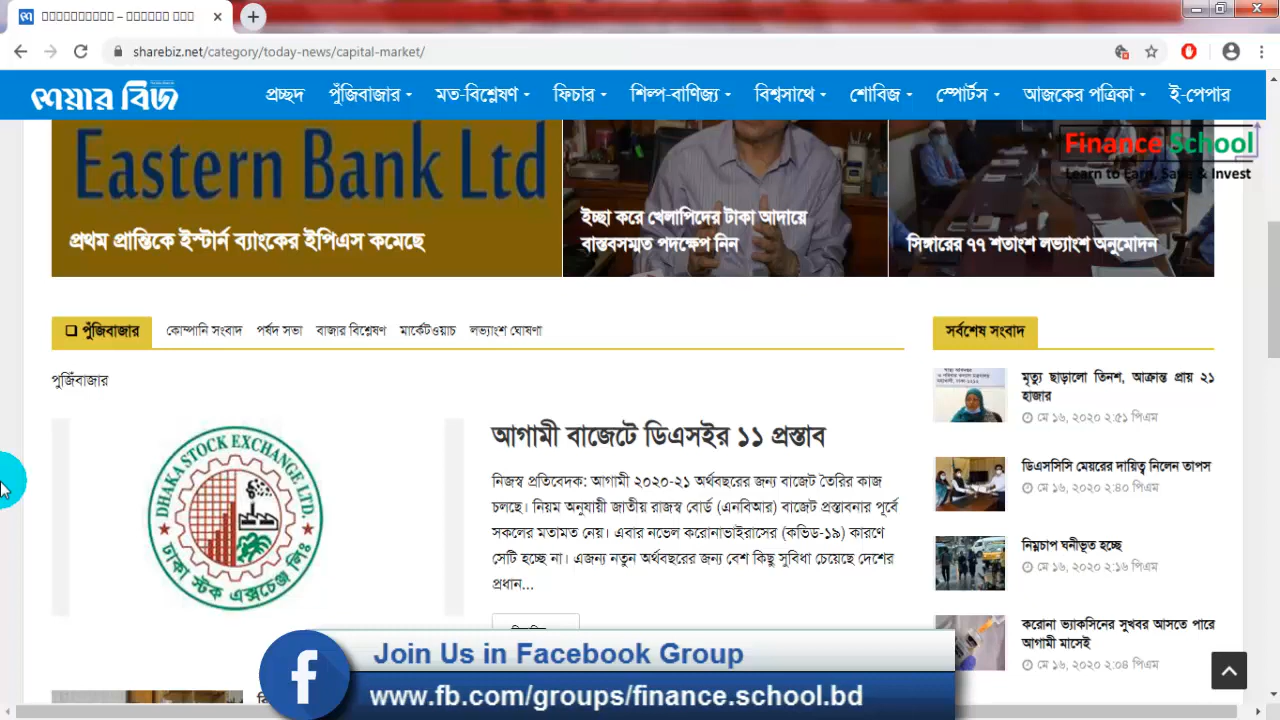 sharebiz.net/category/today-news/capital-market/
শেয়ার বিজ
প্রচ্ছদ পুঁজিবাজার মত-বিশ্লেষণ ফিচার শিল্প-বাণিজ্য বিশ্বসাথে শোবিজ স্পোর্টস আজকের পত্রিকা ই-পেপার
Finance School
Learn to Earn, Save & Invest
Eastern Bank Ltd
প্রথম প্রান্তিকে ইস্টার্ন ব্যাংকের ইপিএস কমেছে
ইচ্ছা করে খেলাপিদের টাকা আদায়ে
বাস্তবসম্মত পদক্ষেপ নিন
সিঙ্গারের ৭৭ শতাংশ লভ্যাংশ অনুমোদন
পুঁজিবাজার কোম্পানি সংবাদ পর্ষদ সভা বাজার বিশ্লেষণ মার্কেটওয়াচ লভ্যাংশ ঘোষণা
সর্বশেষ সংবাদ
পুজিঁবাজার
DHAKA STOCK EXCHANGE LTD.
ঢাকা স্টক এক্সচেঞ্জ লিঃ
আগামী বাজেটে ডিএসইর ১১ প্রস্তাব
নিজস্ব প্রতিবেদক: আগামী ২০২০-২১ অর্থবছরের জন্য বাজেট তৈরির কাজ
চলছে। নিয়ম অনুযায়ী জাতীয় রাজস্ব বোর্ড (এনবিআর) বাজেট প্রস্তাবনার পূর্বে
সকলের মতামত নেয়। এবার নভেল করোনাভাইরাসের (কভিড-১৯) কারণে
সেটি হচ্ছে না। এজন্য নতুন অর্থবছরের জন্য বেশ কিছু সুবিধা চেয়েছে দেশের
প্রধান...
মৃত্যু ছাড়ালো তিনশ, আক্রান্ত প্রায় ২১
হাজার
মে ১৬, ২০২০ ২:৫১ পিএম
ডিএসসিসি মেয়রের দায়িত্ব নিলেন তাপস
মে ১৬, ২০২০ ২:৪০ পিএম
নিম্নচাপ ঘনীভূত হচ্ছে
মে ১৬, ২০২০ ২:১৬ পিএম
করোনা ভ্যাকসিনের সুখবর আসতে পারে
আগামী মাসেই
মে ১৬, ২০২০ ২:০৪ পিএম
Join Us in Facebook Group
www.fb.com/groups/finance.school.bd